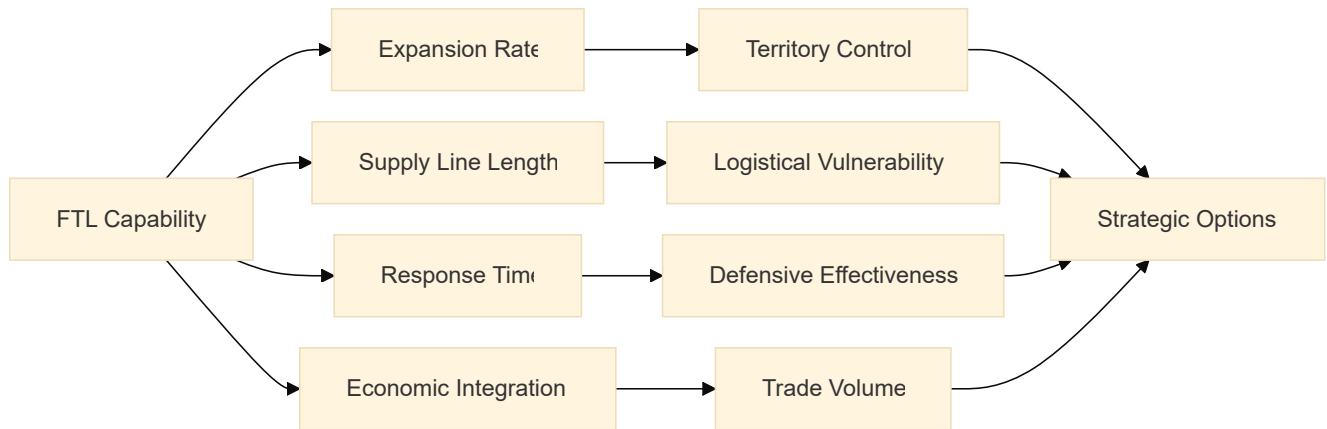 FTL Capability
Expansion Rate
Territory Control
Supply Line Length
Logistical Vulnerability
Response Time
Defensive Effectiveness
Economic Integration
Trade Volume
Strategic Options